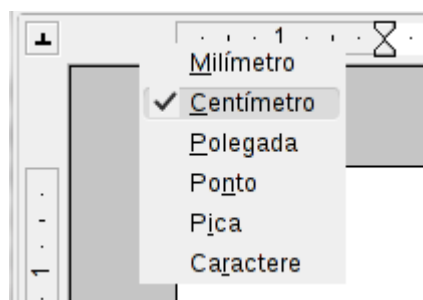 1
Milímetro
Centímetro
Polegada
Ponto
Pica
Caractere
1